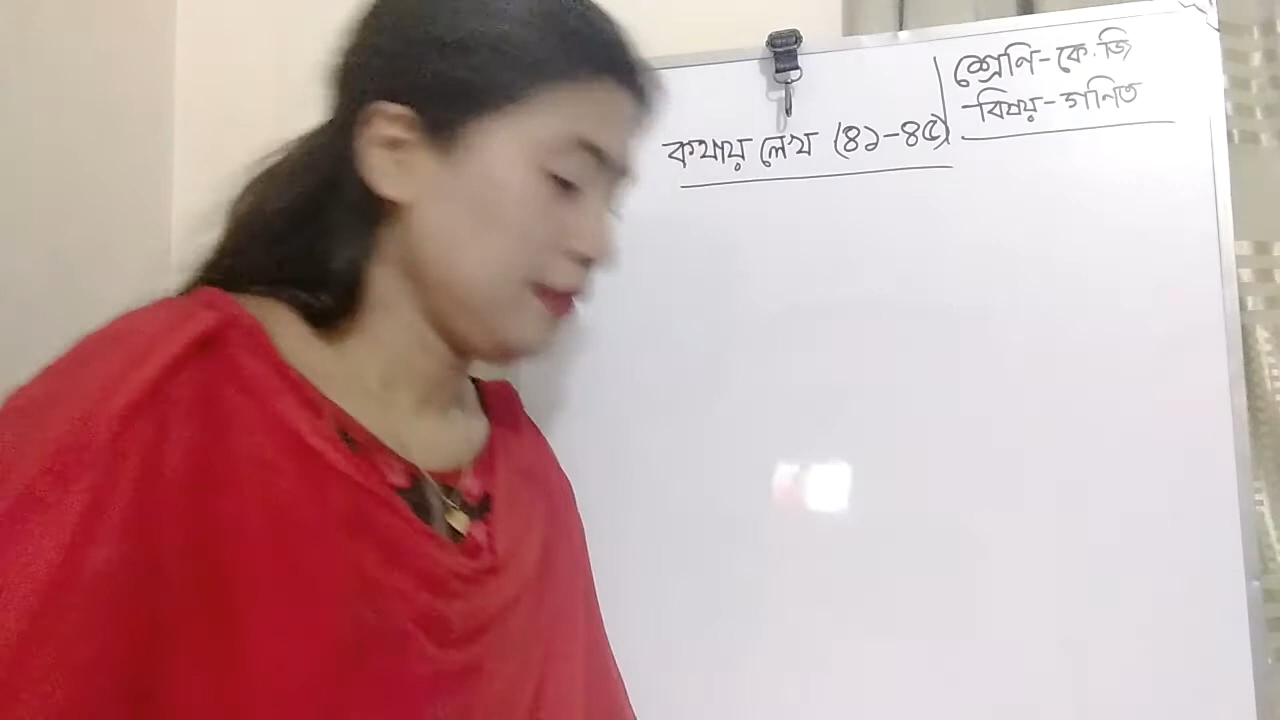 শ্রেনি- কে.জি
বিষয়- গনিত
কথায় লেখ (৪১-৪৫)